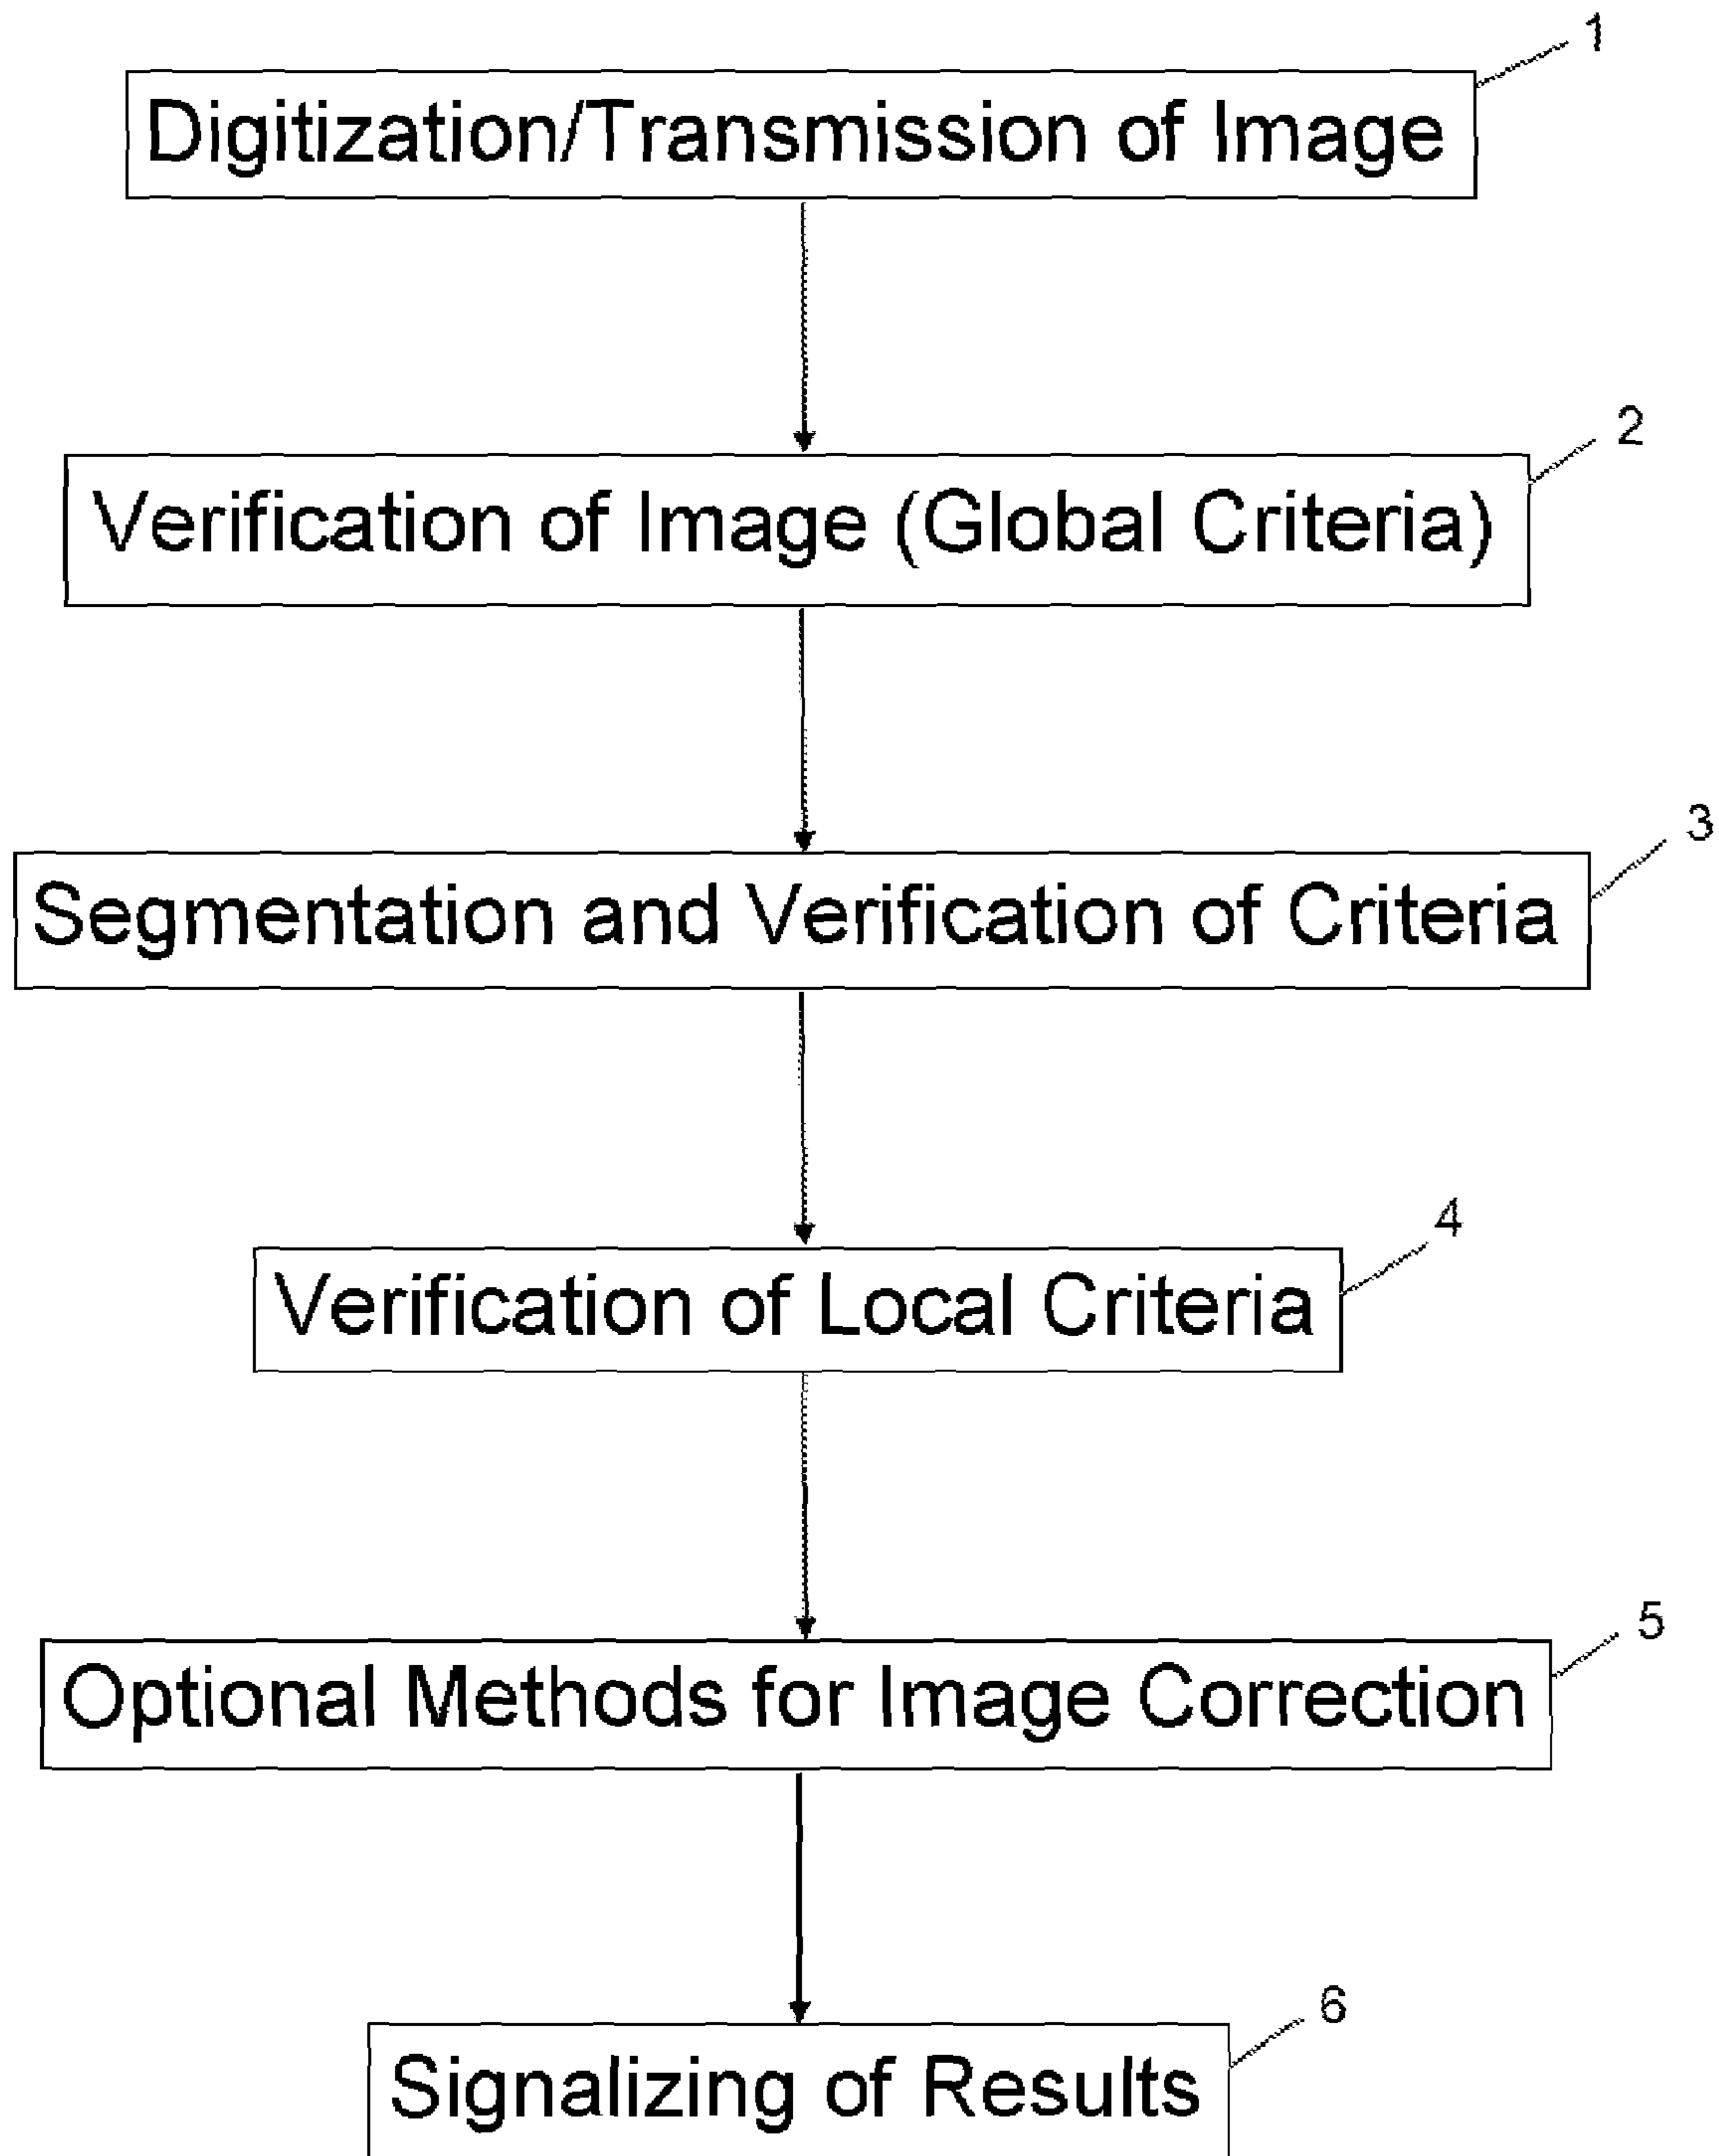 1
Digitization/Transmission of Image
2
Verification of Image (Global Criteria)
3
Segmentation and Verification of Criteria
4
Verification of Local Criteria
5
Optional Methods for Image Correction
6
Signalizing of Results